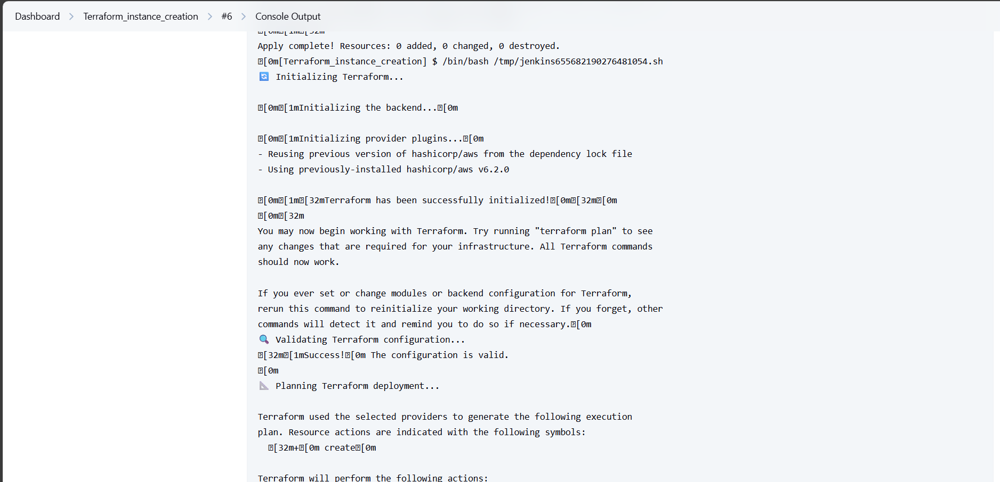 Dashboard > Terraform_instance_creation > #6 > Console Output
[0m[1m[32m
Apply complete! Resources: 0 added, 0 changed, 0 destroyed.
[0m[Terraform_instance_creation] $ /bin/bash /tmp/jenkins655682190276481054.sh
🔄 Initializing Terraform...
[0m[1mInitializing the backend...[0m
[0m[1mInitializing provider plugins...[0m
- Reusing previous version of hashicorp/aws from the dependency lock file
- Using previously-installed hashicorp/aws v6.2.0
[0m[1m[32mTerraform has been successfully initialized![0m[32m[0m
[0m[32m
You may now begin working with Terraform. Try running "terraform plan" to see
any changes that are required for your infrastructure. All Terraform commands
should now work.
If you ever set or change modules or backend configuration for Terraform,
rerun this command to reinitialize your working directory. If you forget, other
commands will detect it and remind you to do so if necessary.[0m
🔍 Validating Terraform configuration...
[32m[1mSuccess![0m The configuration is valid.
[0m
📐 Planning Terraform deployment...
Terraform used the selected providers to generate the following execution
plan. Resource actions are indicated with the following symbols:
[32m+[0m create[0m
Terraform will perform the following actions: